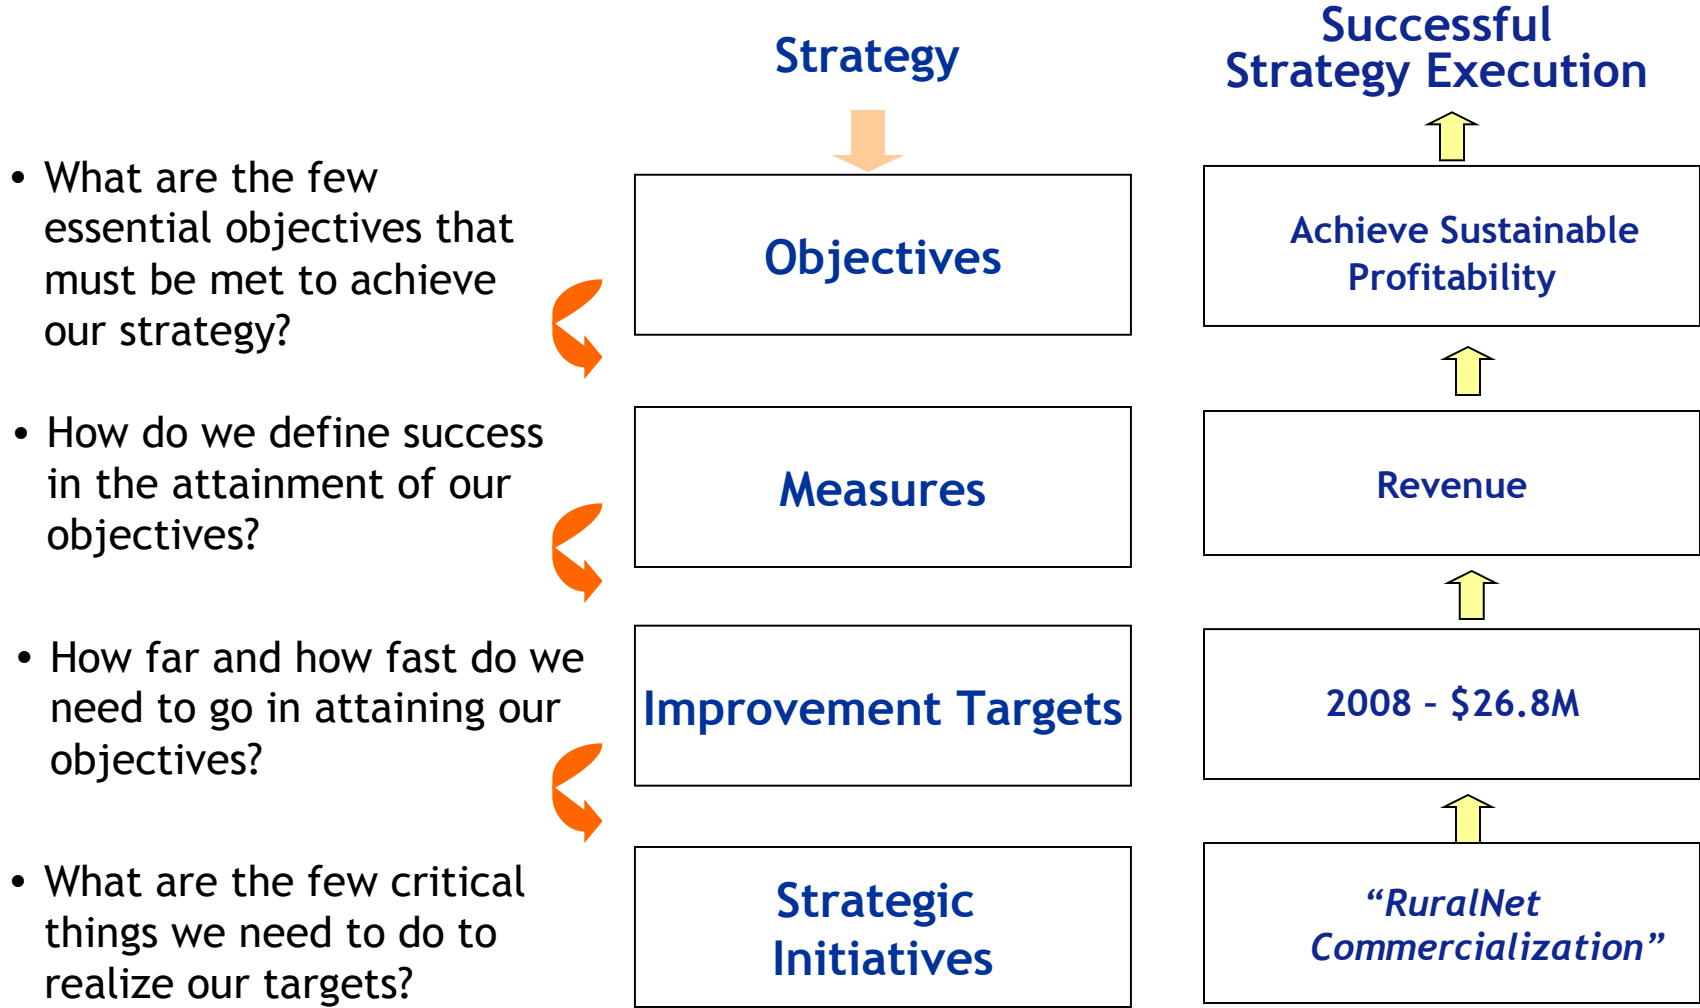 Strategy
Successful
Strategy Execution
• What are the few
essential objectives that
must be met to achieve
our strategy?
Objectives
Achieve Sustainable
Profitability
• How do we define success
in the attainment of our
objectives?
Measures
Revenue
• How far and how fast do we
need to go in attaining our
objectives?
Improvement Targets
2008 – $26.8M
• What are the few critical
things we need to do to
realize our targets?
Strategic
Initiatives
“RuralNet
Commercialization”